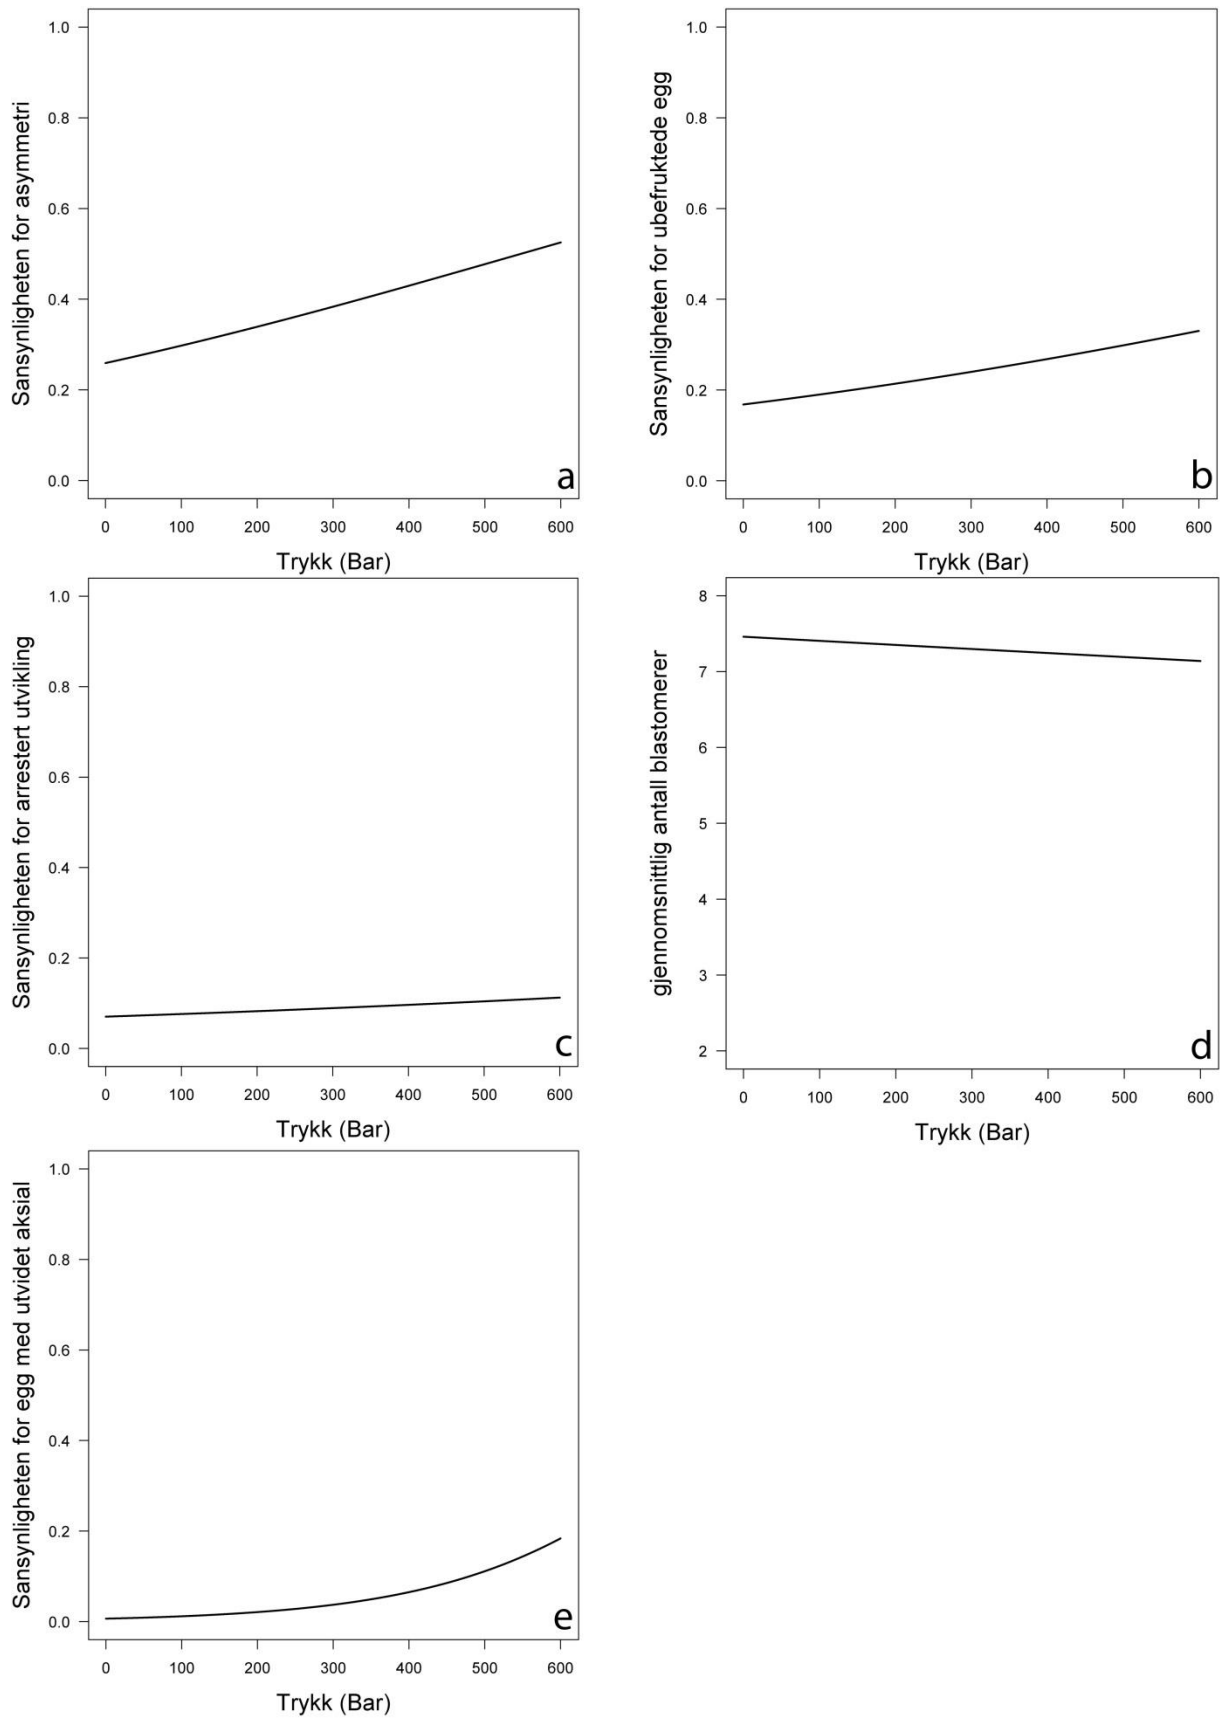 Sansynligheten for asymmetri
1.0
0.8
0.6
0.4
0.2
0.0
a
0 100 200 300 400 500 600
Trykk (Bar)
Sansynligheten for ubefruktede egg
1.0
0.8
0.6
0.4
0.2
0.0
b
0 100 200 300 400 500 600
Trykk (Bar)
Sansynligheten for arrestert utvikling
1.0
0.8
0.6
0.4
0.2
0.0
c
0 100 200 300 400 500 600
Trykk (Bar)
gjennomsnittlig antall blastomerer
8
7
6
5
4
3
2
d
0 100 200 300 400 500 600
Trykk (Bar)
Sansynligheten for egg med utvidet aksial
1.0
0.8
0.6
0.4
0.2
0.0
e
0 100 200 300 400 500 600
Trykk (Bar)